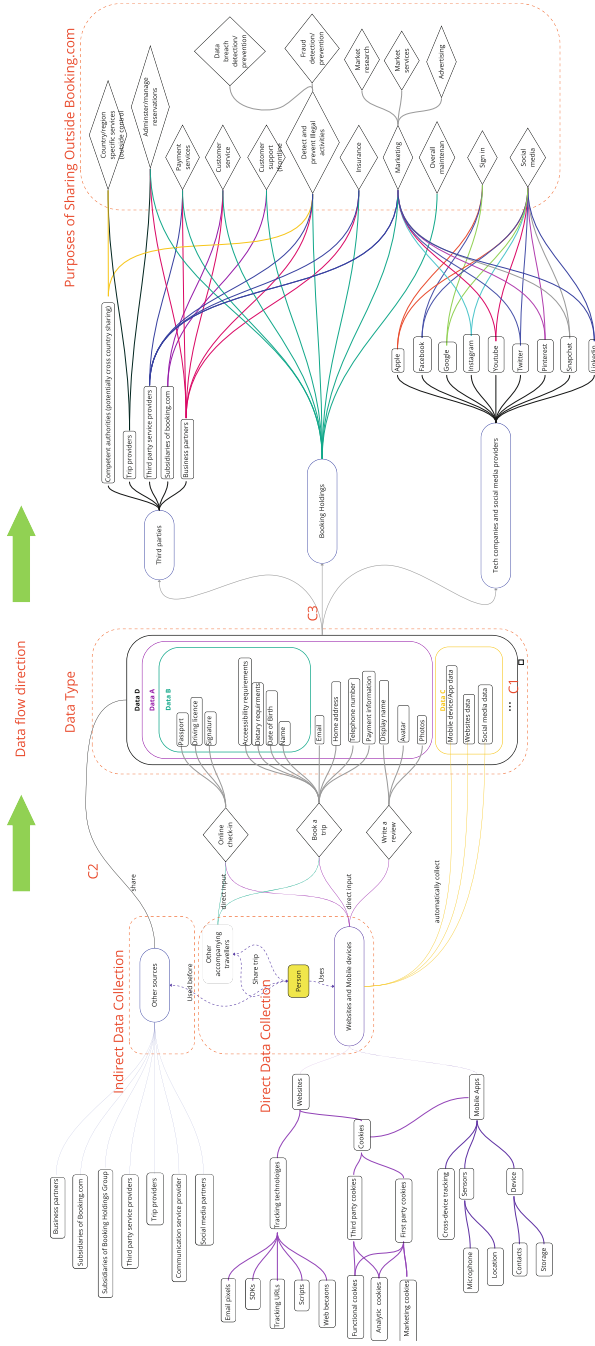 Data flow direction
Indirect Data Collection
Business partners
Subsidiaries of Booking.com
Subsidiaries of Booking Holdings Group
Third party service providers
Trip providers
Communication service provider
Social media partners
Other sources
share
C2
Used before
Direct Data Collection
Other
accompanying
travellers
Share trip
Person
Uses
Websites and Mobile devices
Websites
Tracking technologies
Email pixels
SDKs
Tracking URLs
Scripts
Web becaons
Cookies
Third party cookies
First party cookies
Functional cookies
Analytic cookies
Marketing cookies
Mobile Apps
Cross-device tracking
Sensors
Device
Microphone
Location
Contacts
Storage
direct input
direct input
automatically collect
Online
check-in
Book a
trip
Write a
review
Data Type
Data D
Data A
Data B
Passport
Driving licence
Signature
Acceesibility requirements
Dietary requirments
Date of Birth
Name
Email
Home address
Telephone number
Payment information
Display name
Avatar
Photos
Data C
Mobile device/App data
Websites data
Social media data
...
C1
C3
Third parties
Booking Holdings
Tech companies and social media providers
Competent authorities (potentially cross country sharing)
Trip providers
Third party service providers
Subsidiaries of booking.com
Business partners
Apple
Facebook
Google
Instagram
Youtube
Twitter
Pinterest
Snapchat
Linkedin
Purposes of Sharing Outside Booking.com
Country/region
specific services
(outside control)
Administer/manage
reservations
Payment
services
Customer
service
Customer
support
(frontline
Detect and
prevent illegal
activities
Insurance
Marketing
Overall
maintenan
Sign in
Social
media
Data
breach
detection/
prevention
Fraud
detection/
prevention
Market
research
Market
services
Advertising